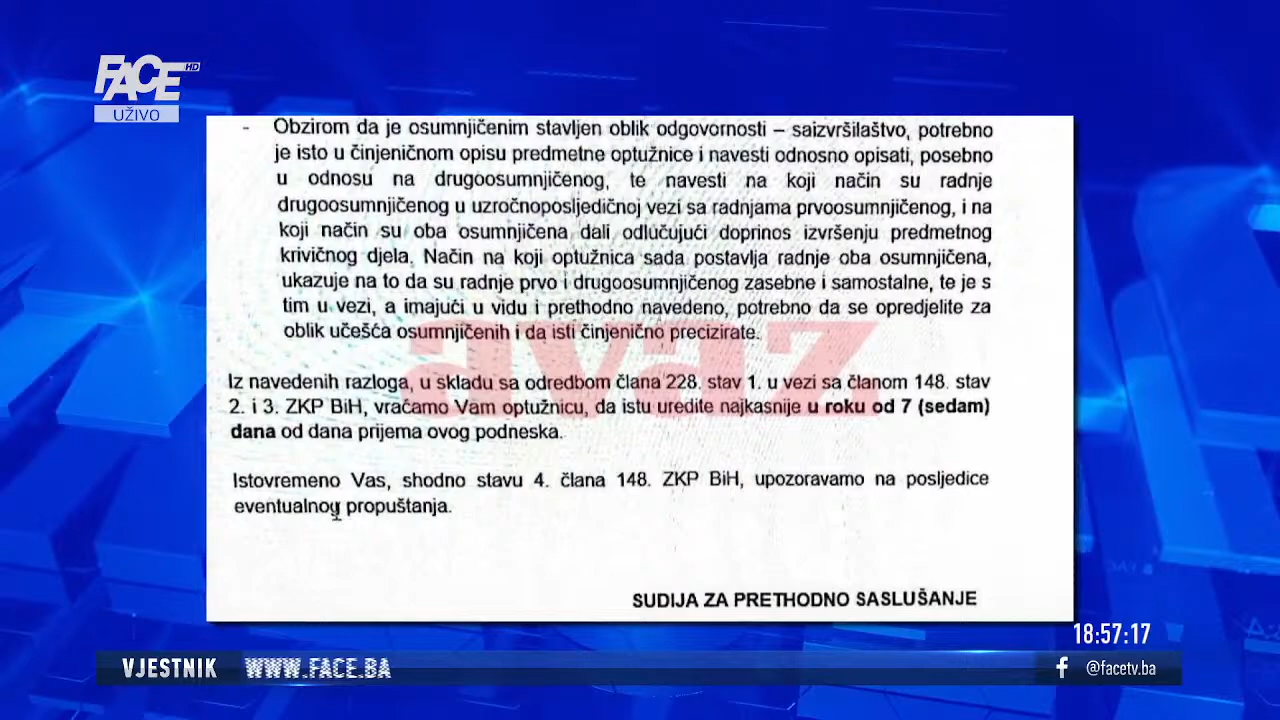 FACE HD
UŽIVO
- Obzirom da je osumnjičenim stavljen oblik odgovornosti – saizvršilaštvo, potrebno
je isto u činjeničnom opisu predmetne optužnice i navesti odnosno opisati, posebno
u odnosu na drugoosumnjičenog, te navesti na koji način su radnje
drugoosumnjičenog u uzročnoposljedičnoj vezi sa radnjama prvoosumnjičenog, i na
koji način su oba osumnjičena dali odlučujući doprinos izvršenju predmetnog
krivičnog djela. Način na koji optužnica sada postavlja radnje oba osumnjičena,
ukazuje na to da su radnje prvo i drugoosumnjičenog zasebne i samostalne, te je s
tim u vezi, a imajući u vidu i prethodno navedeno, potrebno da se opredjelite za
oblik učešća osumnjičenih i da isti činjenično precizirate.
avaz
Iz navedenih razloga, u skladu sa odredbom člana 228. stav 1. u vezi sa članom 148. stav
2. i 3. ZKP BiH, vraćamo Vam optužnicu, da istu uredite najkasnije u roku od 7 (sedam)
dana od dana prijema ovog podneska.
Istovremeno Vas, shodno stavu 4. člana 148. ZKP BiH, upozoravamo na posljedice
eventualnog propuštanja.
SUDIJA ZA PRETHODNO SASLUŠANJE
18:57:17
VJESTNIK WWW.FACE.BA
f @facetv.ba